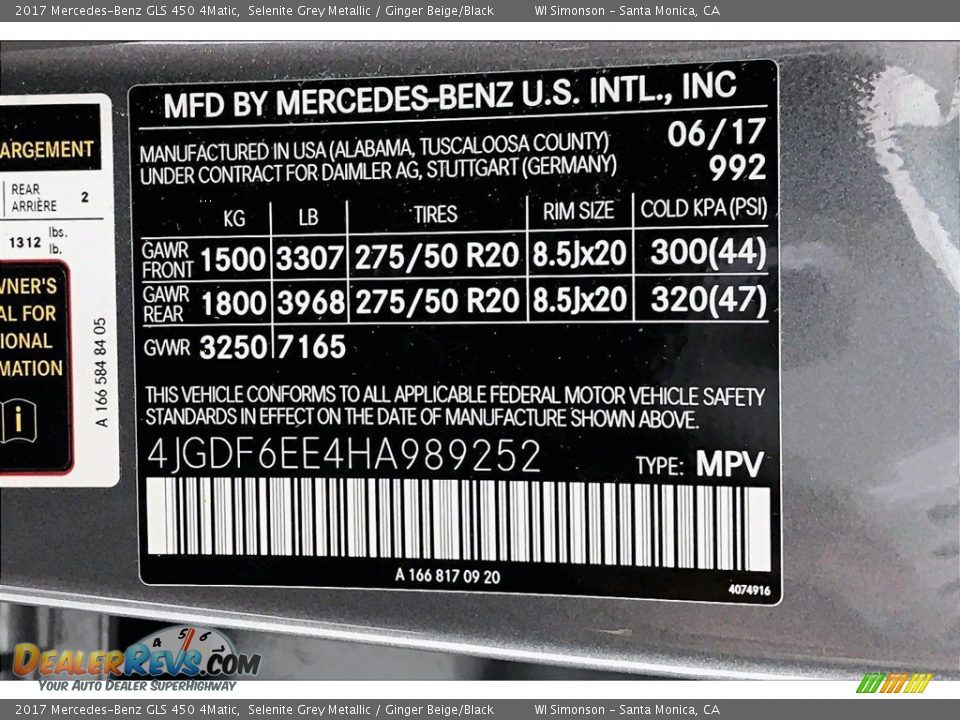 2017 Mercedes-Benz GLS 450 4Matic, Selenite Grey Metallic / Ginger Beige/Black WI Simonson - Santa Monica, CA
ARGEMENT
REAR
ARRIÈRE 2
1312 lbs.
lb.
WNER'S
AL FOR
IONAL
MATION
i
A 166 584 84 05
MFD BY MERCEDES-BENZ U.S. INTL., INC
MANUFACTURED IN USA (ALABAMA, TUSCALOOSA COUNTY) 06/17
UNDER CONTRACT FOR DAIMLER AG, STUTTGART (GERMANY) 992
KG LB TIRES RIM SIZE COLD KPA (PSI)
GAWR FRONT 1500 3307 275/50 R20 8.5Jx20 300(44)
GAWR REAR 1800 3968 275/50 R20 8.5Jx20 320(47)
GVWR 3250 7165
THIS VEHICLE CONFORMS TO ALL APPLICABLE FEDERAL MOTOR VEHICLE SAFETY
STANDARDS IN EFFECT ON THE DATE OF MANUFACTURE SHOWN ABOVE.
4JGDF6EE4HA989252 TYPE: MPV
A 166 817 09 20
4074916
4 5 6
DEALERREVS.COM
YOUR AUTO DEALER SUPERHIGHWAY
2017 Mercedes-Benz GLS 450 4Matic, Selenite Grey Metallic / Ginger Beige/Black WI Simonson - Santa Monica, CA